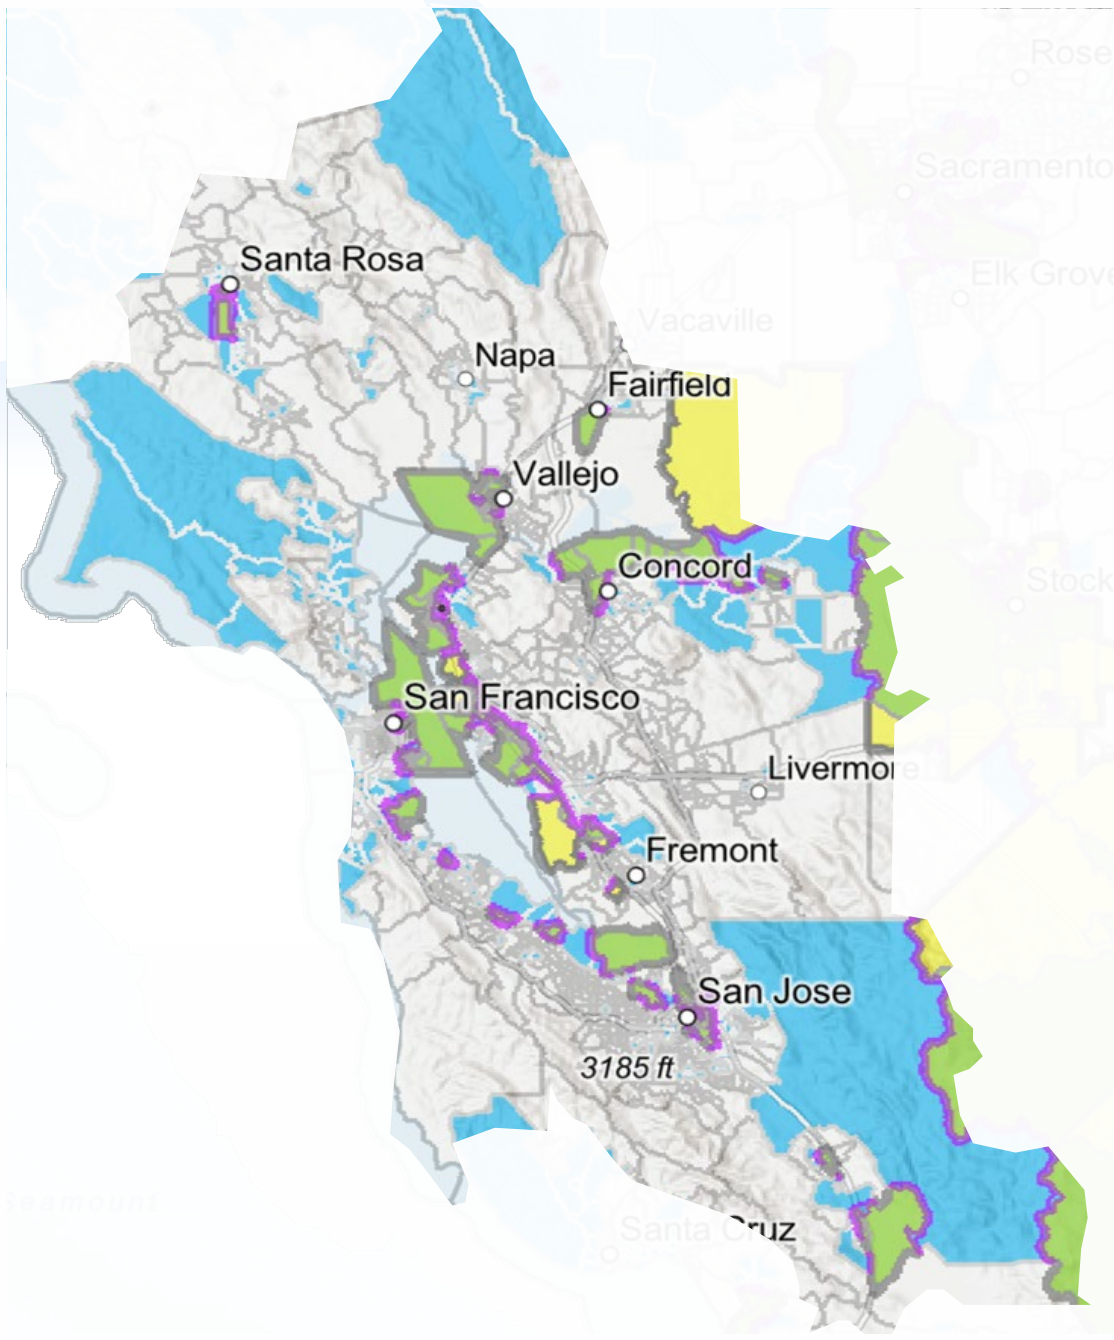 Rose
Sacramento
Santa Rosa
Elk Grove
Vacaville
Napa
Fairfield
Vallejo
Concord
Stock
San Francisco
Livermore
Fremont
San Jose
3185 ft
Seamount
Santa Cruz